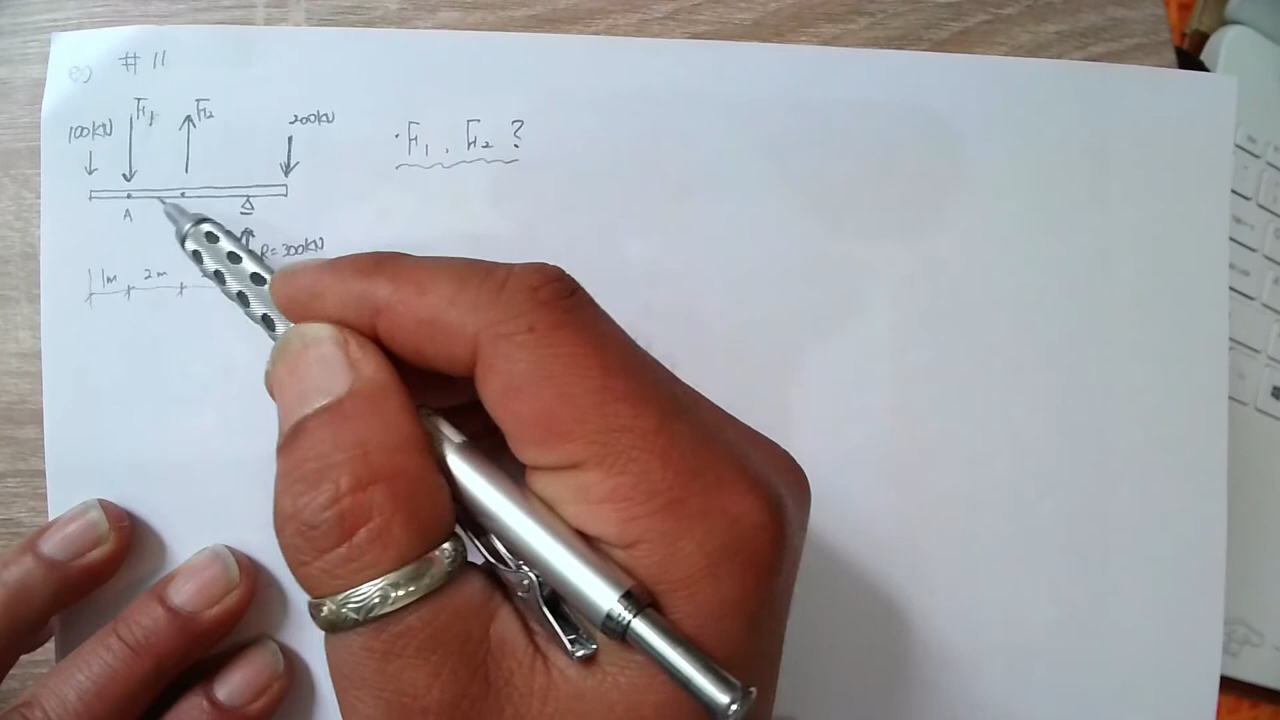 # 11
F₁ F₂
100KN 200KN
· F₁, F₂ ?
A
R=300KN
1m 2m